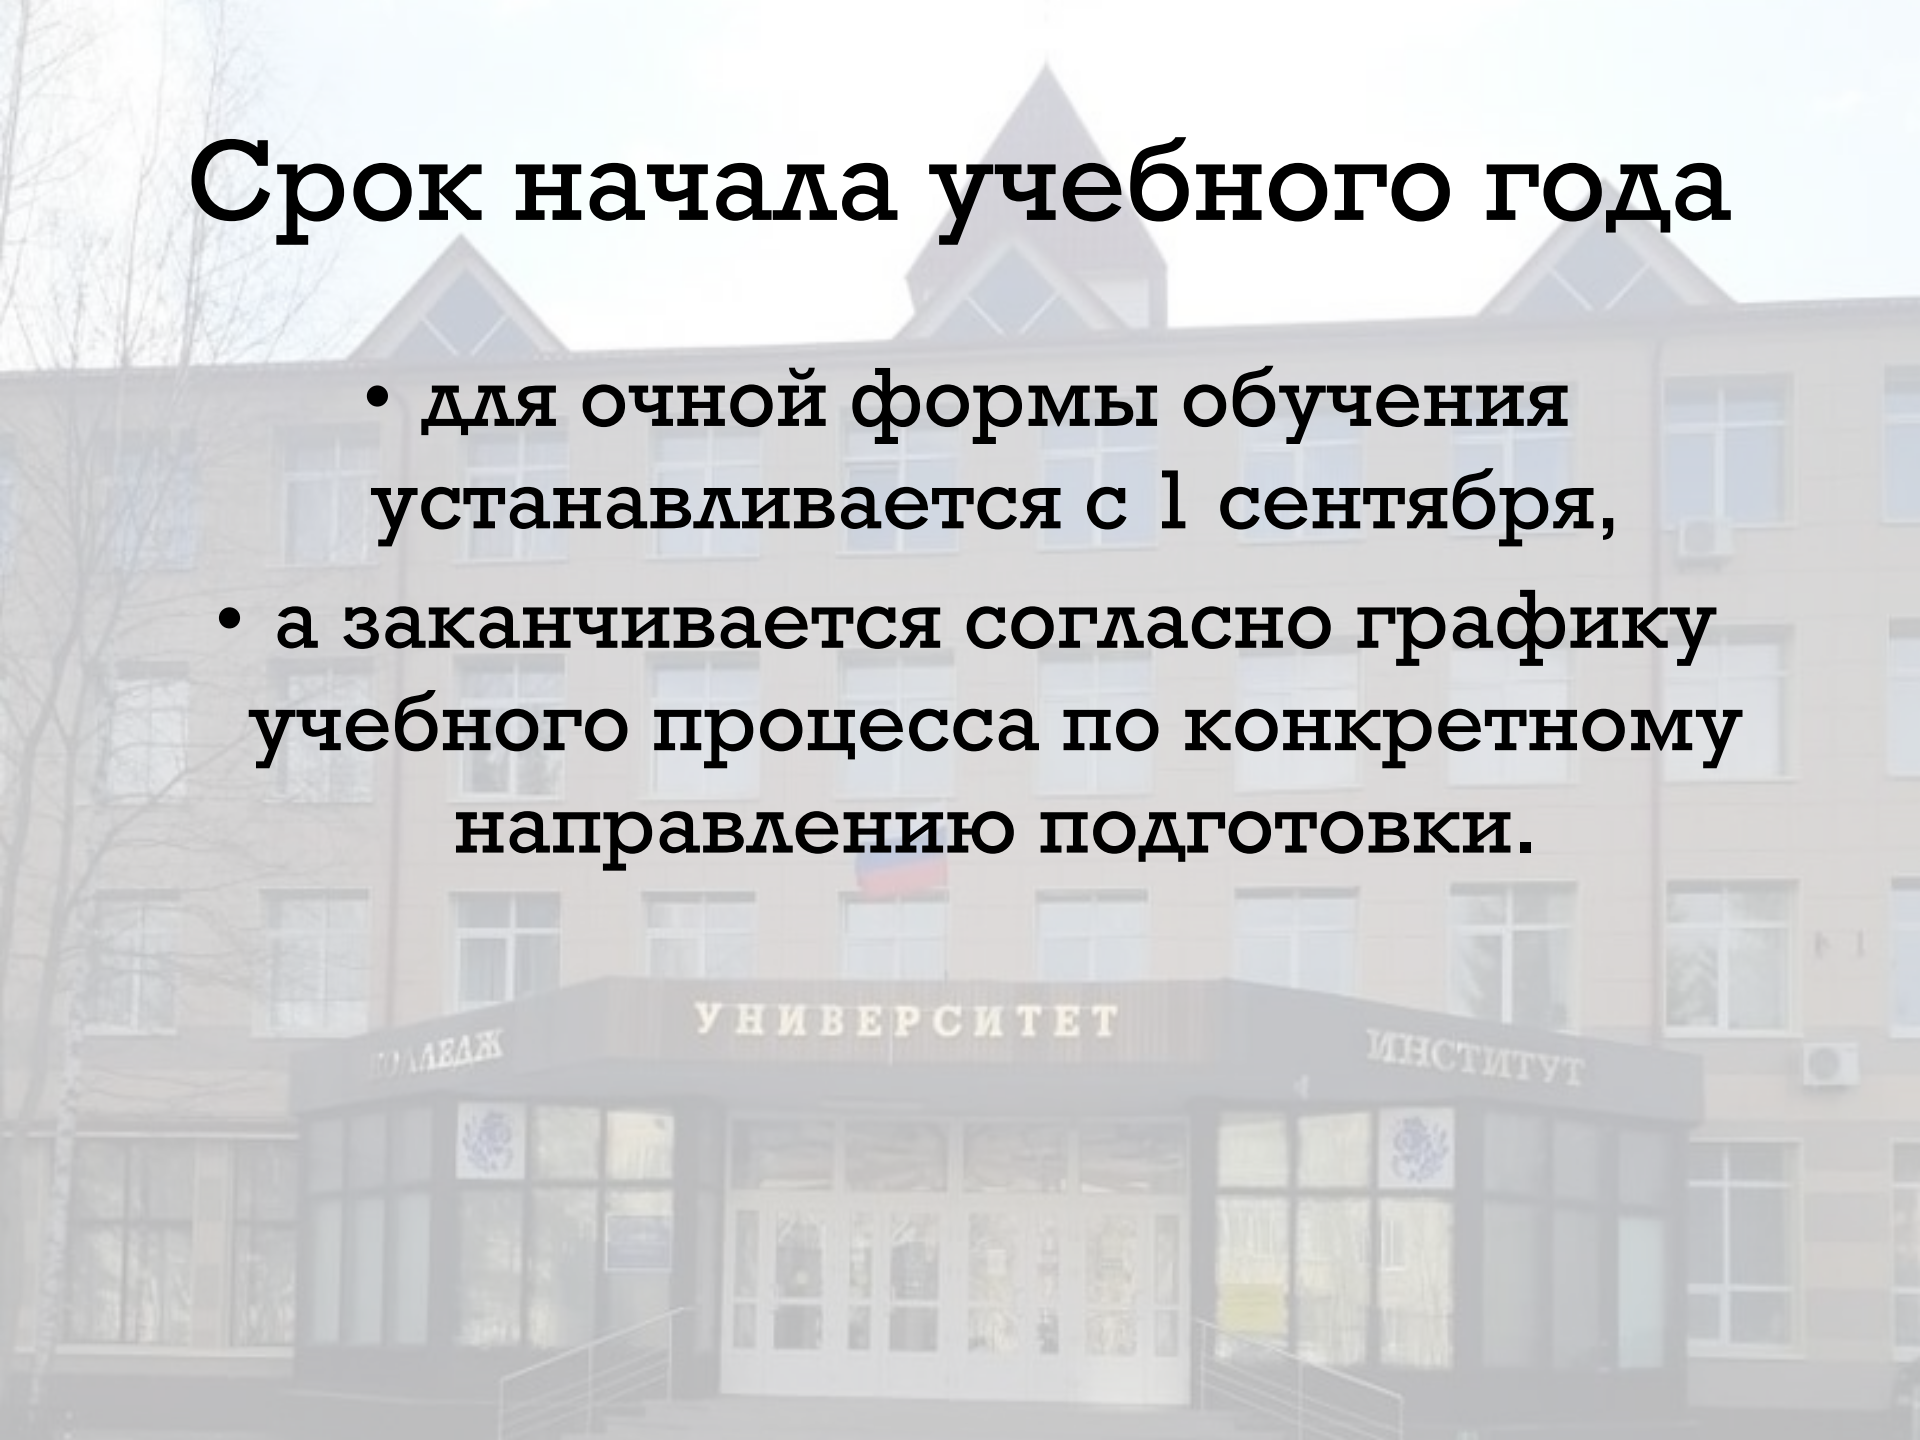 Срок начала учебного года
• для очной формы обучения
устанавливается с 1 сентября,
• а заканчивается согласно графику
учебного процесса по конкретному
направлению подготовки.
УНИВЕРСИТЕТ
КОЛЛЕДЖ
ИНСТИТУТ